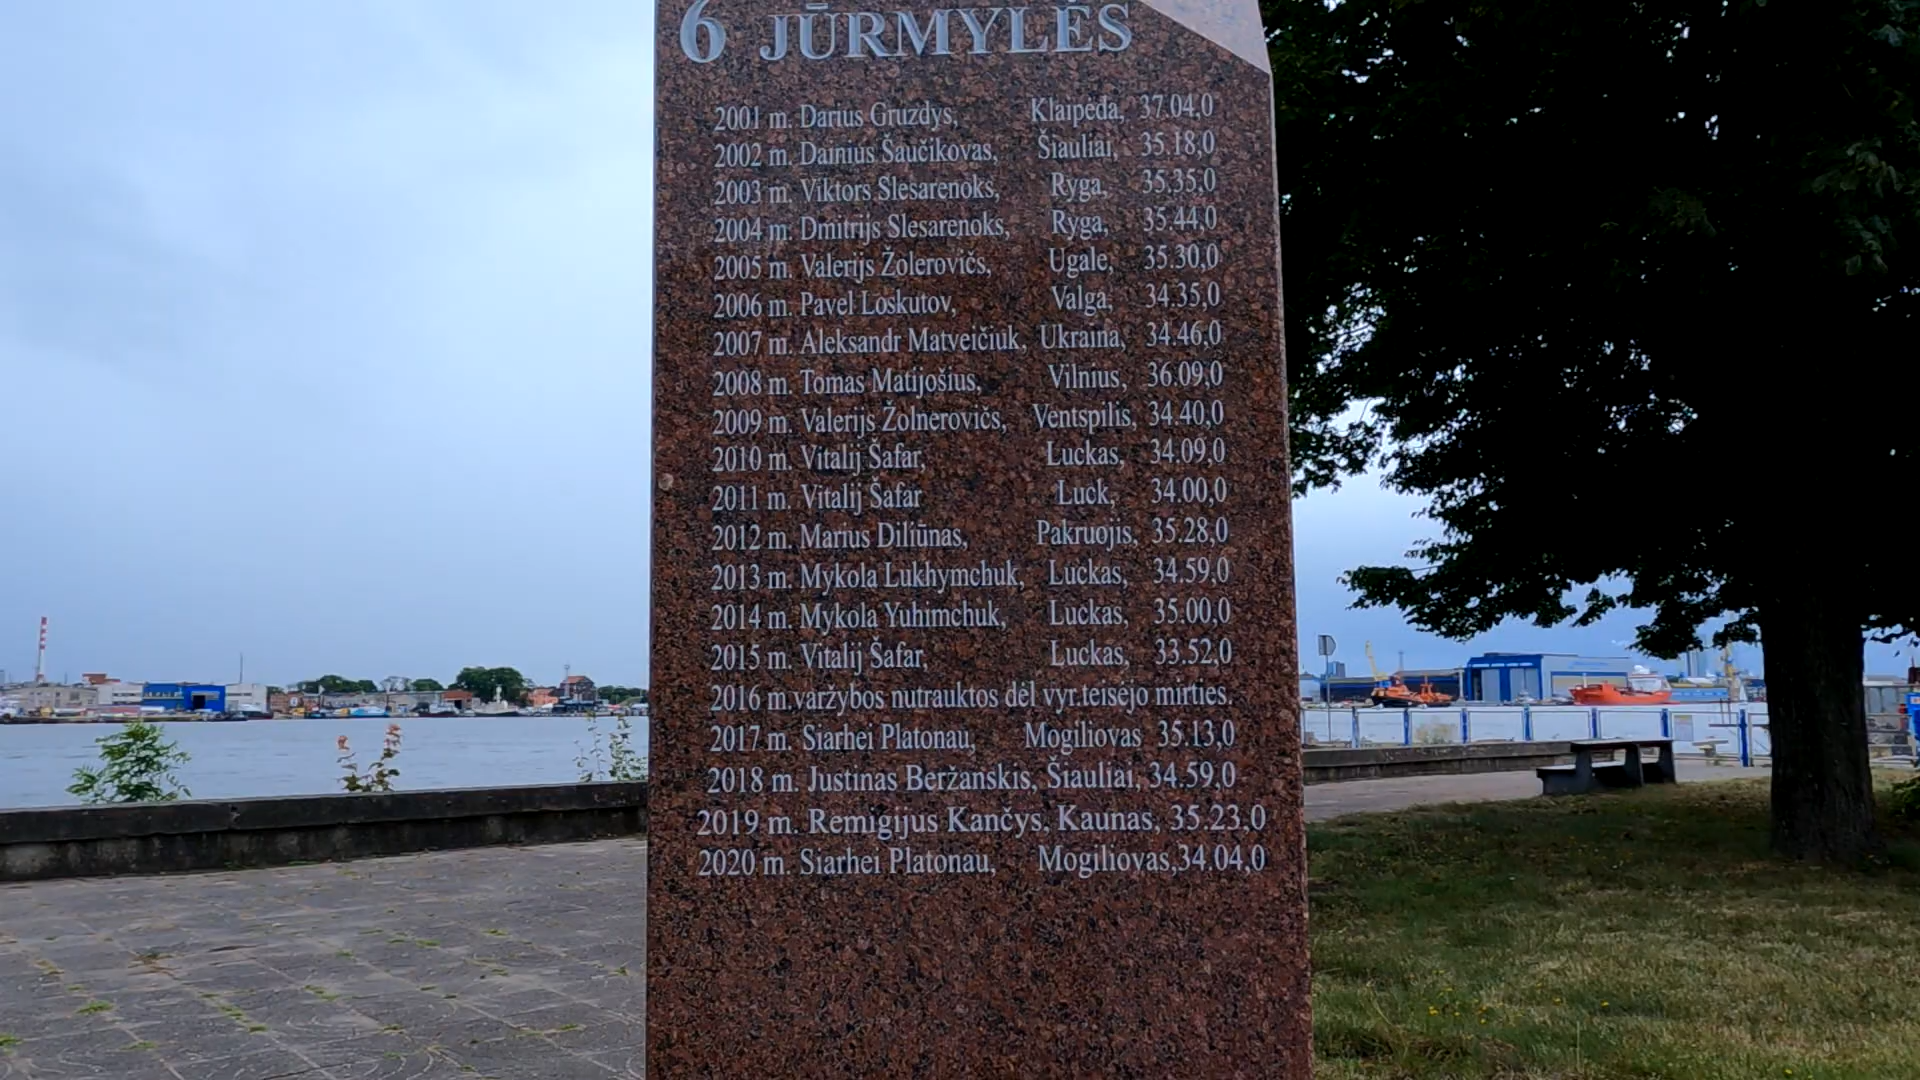 6 JŪRMYLĖS
2001 m. Darius Gruzdys, Klaipėda, 37.04,0
2002 m. Dainius Šaučikovas, Šiauliai, 35.18,0
2003 m. Viktors Slesarenoks, Ryga, 35.35,0
2004 m. Dmitrijs Slesarenoks, Ryga, 35.44,0
2005 m. Valerijs Žolerovičs, Ugale, 35.30,0
2006 m. Pavel Loskutov, Valga, 34.35,0
2007 m. Aleksandr Matveičiuk, Ukraina, 34.46,0
2008 m. Tomas Matijošius, Vilnius, 36.09,0
2009 m. Valerijs Žolnerovičs, Ventspilis, 34.40,0
2010 m. Vitalij Šafar, Luckas, 34.09,0
2011 m. Vitalij Šafar Luck, 34.00,0
2012 m. Marius Diliūnas, Pakruojis, 35.28,0
2013 m. Mykola Lukhymchuk, Luckas, 34.59,0
2014 m. Mykola Yuhimchuk, Luckas, 35.00,0
2015 m. Vitalij Šafar, Luckas, 33.52,0
2016 m.varžybos nutrauktos dėl vyr.teisėjo mirties.
2017 m. Siarhei Platonau, Mogiliovas 35.13,0
2018 m. Justinas Beržanskis, Šiauliai, 34.59,0
2019 m. Remigijus Kančys, Kaunas, 35.23,0
2020 m. Siarhei Platonau, Mogiliovas,34.04,0